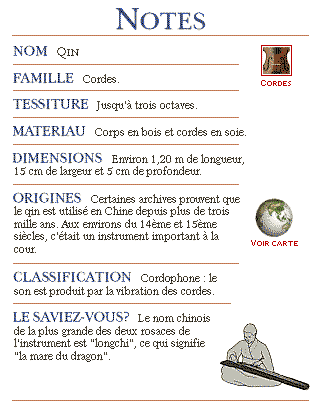 NOTES
NOM QIN
CORDES
FAMILLE Cordes.
TESSITURE Jusqu'à trois octaves.
MATERIAU Corps en bois et cordes en soie.
DIMENSIONS Environ 1,20 m de longueur,
15 cm de largeur et 5 cm de profondeur.
ORIGINES Certaines archives prouvent que
le qin est utilisé en Chine depuis plus de trois
mille ans. Aux environs du 14ème et 15ème
siècles, c'était un instrument important à la
cour.
VOIR CARTE
CLASSIFICATION Cordophone : le
son est produit par la vibration des cordes.
LE SAVIEZ-VOUS? Le nom chinois
de la plus grande des deux rosaces de
l'instrument est "longchi", ce qui signifie
"la mare du dragon".